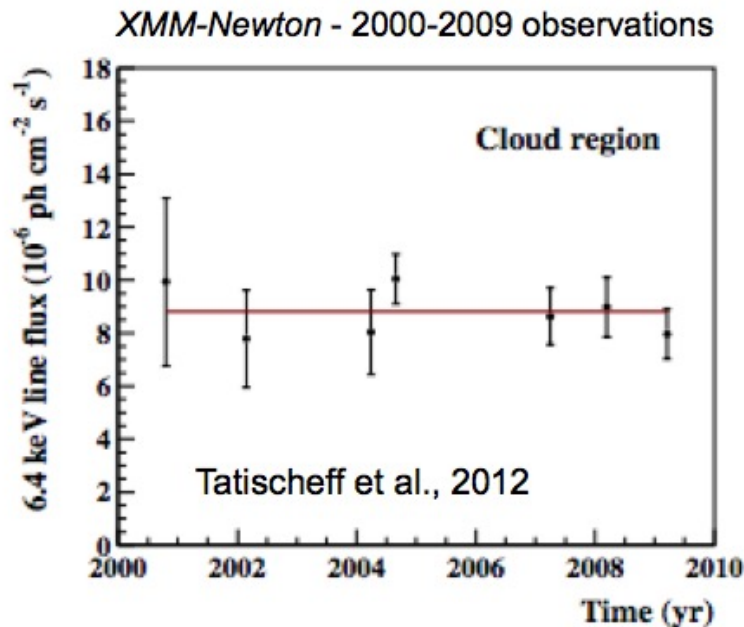 XMM-Newton - 2000-2009 observations
6.4 keV line flux (10⁻⁶ ph cm⁻² s⁻¹)
18
16
Cloud region
14
12
10
8
6
4
Tatischeff et al., 2012
2
0
2000 2002 2004 2006 2008 2010
Time (yr)